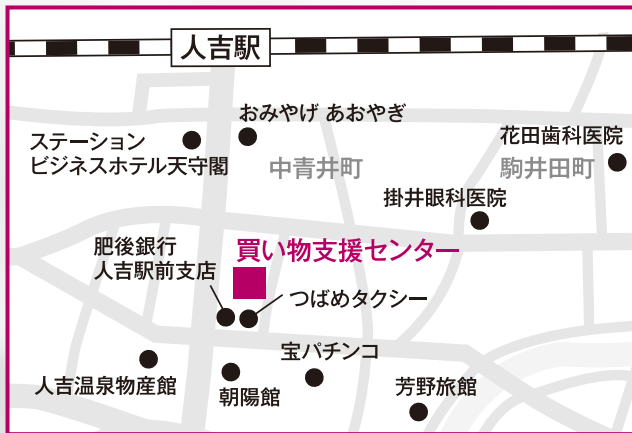 人吉駅
おみやげ あおやぎ
ステーション
ビジネスホテル天守閣
中青井町
花田歯科医院
駒井田町
掛井眼科医院
肥後銀行
人吉駅前支店
買い物支援センター
つばめタクシー
宝パチンコ
人吉温泉物産館
朝陽館
芳野旅館